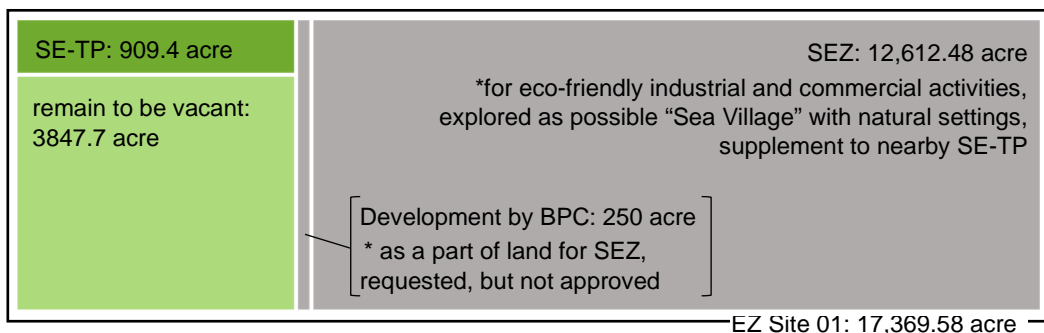 SE-TP: 909.4 acre
remain to be vacant:
3847.7 acre
SEZ: 12,612.48 acre
*for eco-friendly industrial and commercial activities,
explored as possible “Sea Village” with natural settings,
supplement to nearby SE-TP
Development by BPC: 250 acre
* as a part of land for SEZ,
requested, but not approved
EZ Site 01: 17,369.58 acre